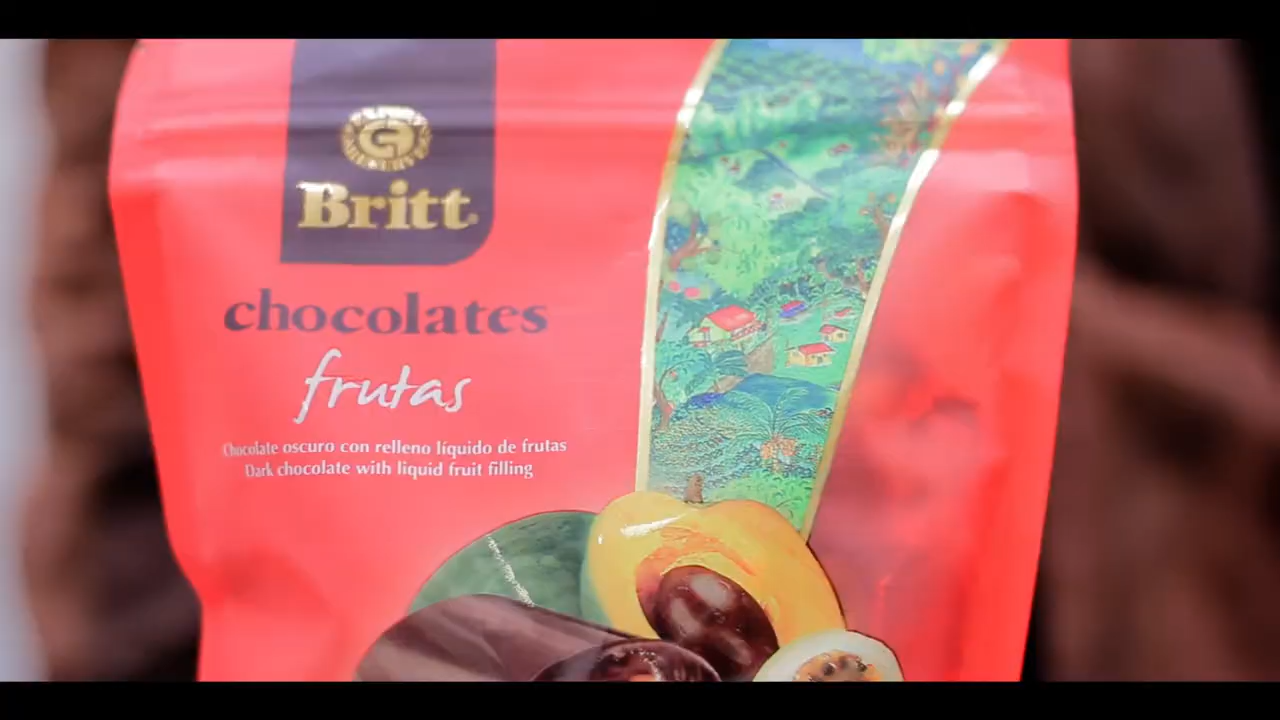 Britt
chocolates
frutas
Chocolate oscuro con relleno líquido de frutas
Dark chocolate with liquid fruit filling